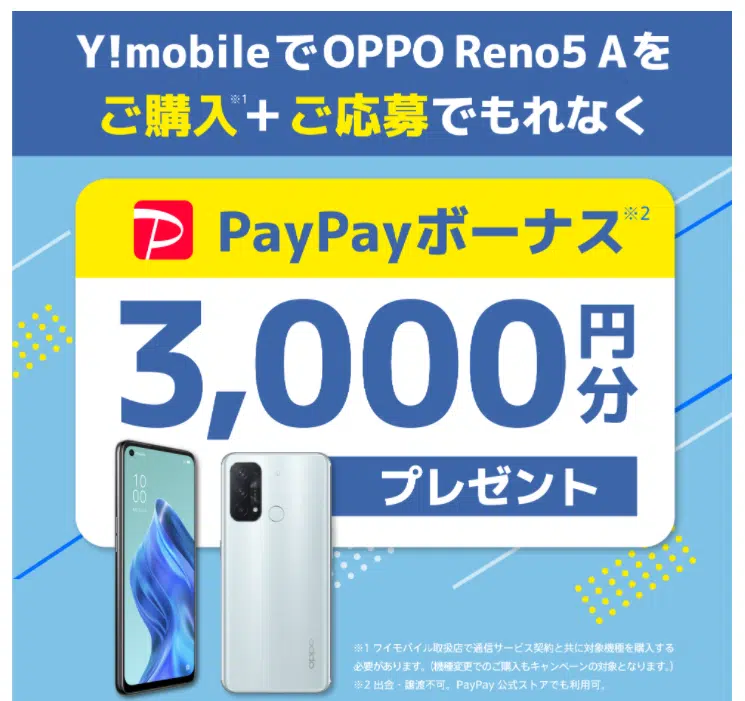 Y!mobileでOPPO Reno5 Aを
ご購入※1＋ご応募でもれなく
PayPayボーナス※2
3,000円分
プレゼント
10
00
oppo
※1 ワイモバイル取扱店で通信サービス契約と共に対象機種を購入する
必要があります。（機種変更でのご購入もキャンペーンの対象となります。）
※2 出合・譲渡不可。PayPay公式ストアでも利用可。